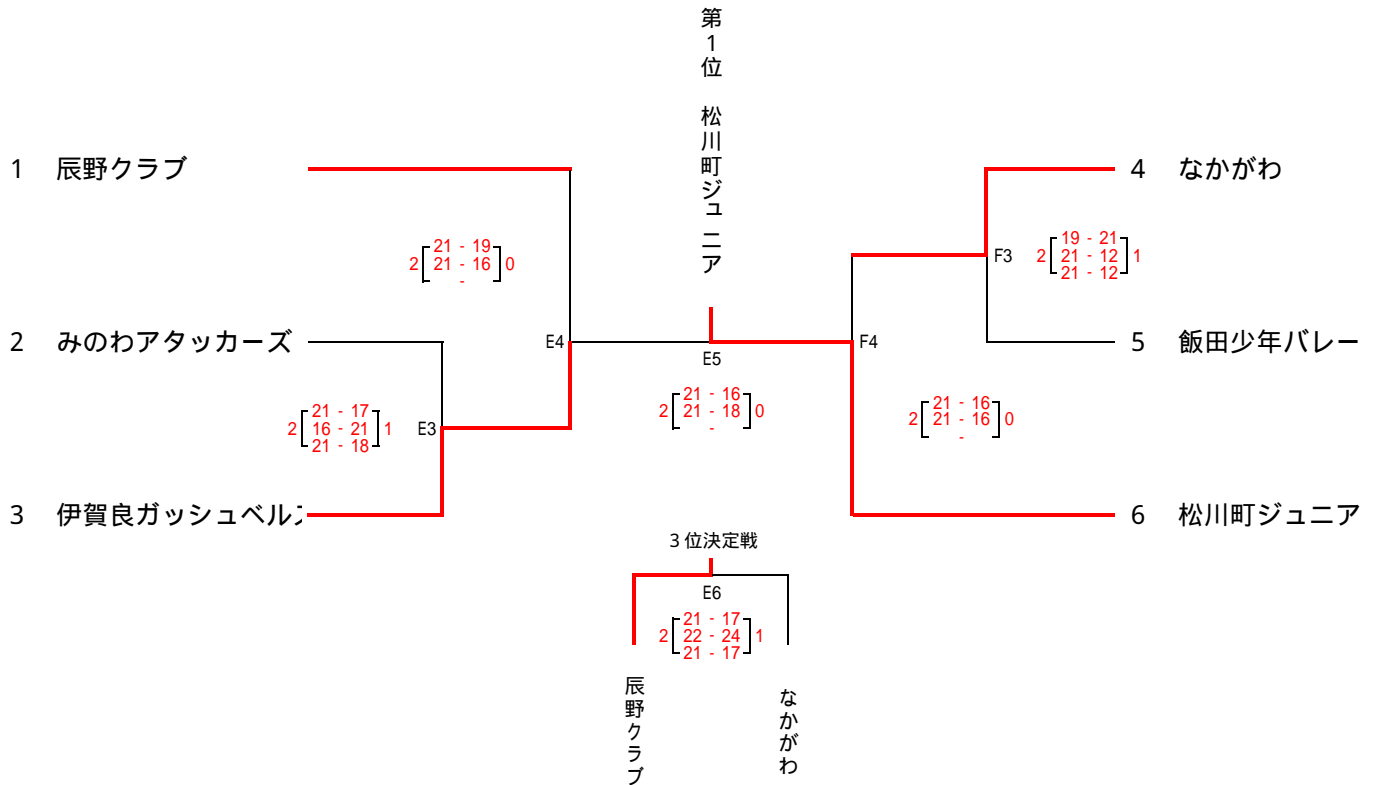 第1位 松川町ジュニア
1 辰野クラブ
4 なかがわ
21 - 19
2 21 - 16 0
-
F3
19 - 21
2 21 - 12 1
21 - 12
2 みのわアタッカーズ
E4
E5
F4
5 飯田少年バレー
21 - 17
2 16 - 21 1
21 - 18
E3
21 - 16
2 21 - 18 0
-
21 - 16
2 21 - 16 0
-
3 伊賀良ガッシュベル
6 松川町ジュニア
3位決定戦
E6
21 - 17
2 22 - 24 1
21 - 17
辰野クラブ
なかがわ